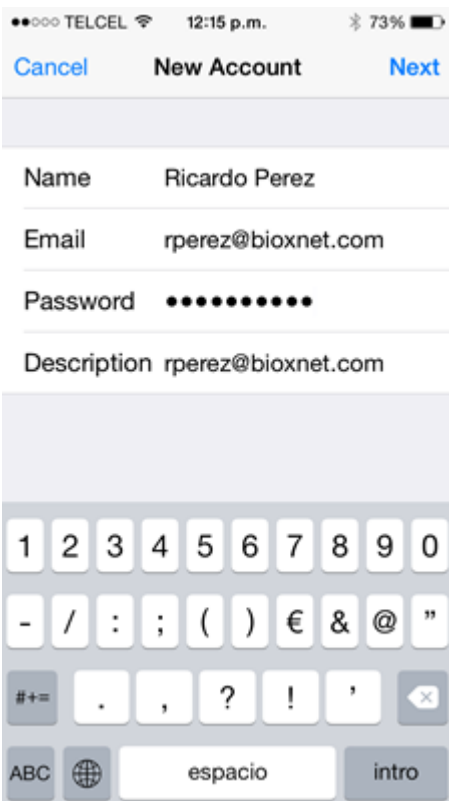 ●●○○○ TELCEL 12:15 p.m. 73%
Cancel New Account Next
Name Ricardo Perez
Email rperez@bioxnet.com
Password ●●●●●●●●●●
Description rperez@bioxnet.com
1 2 3 4 5 6 7 8 9 0
- / : ; ( ) € & @ ”
#+= . , ? ! ’
ABC espacio intro